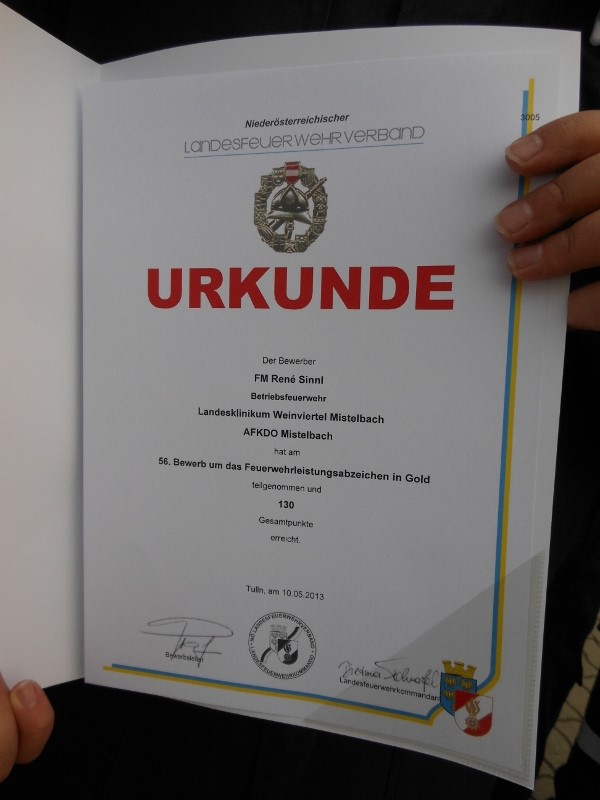 3005
Niederösterreichischer
LANDESFEUERWEHRVERBAND
URKUNDE
Der Bewerber
FM René Sinnl
Betriebsfeuerwehr
Landesklinikum Weinviertel Mistelbach
AFKDO Mistelbach
hat am
56. Bewerb um das Feuerwehrleistungsabzeichen in Gold
teilgenommen und
130
Gesamtpunkte
erreicht.
Tulln, am 10.05.2013
Bewerbsleiter
Landesfeuerwehrkommandant